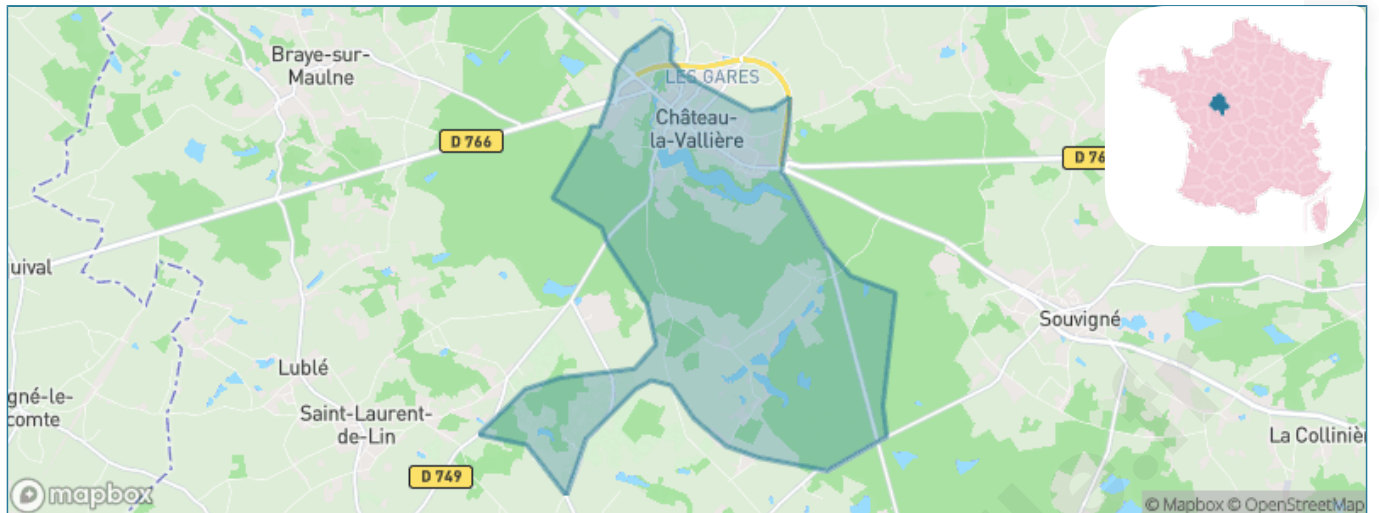 Braye-sur-
Maulne
LES GARES
Château-
la-Vallière
D 766
D 76
uival
Souvigné
Lublé
gné-le-
comte
Saint-Laurent-
de-Lin
La Colliniè
D 749
mapbox
© Mapbox © OpenStreetMap